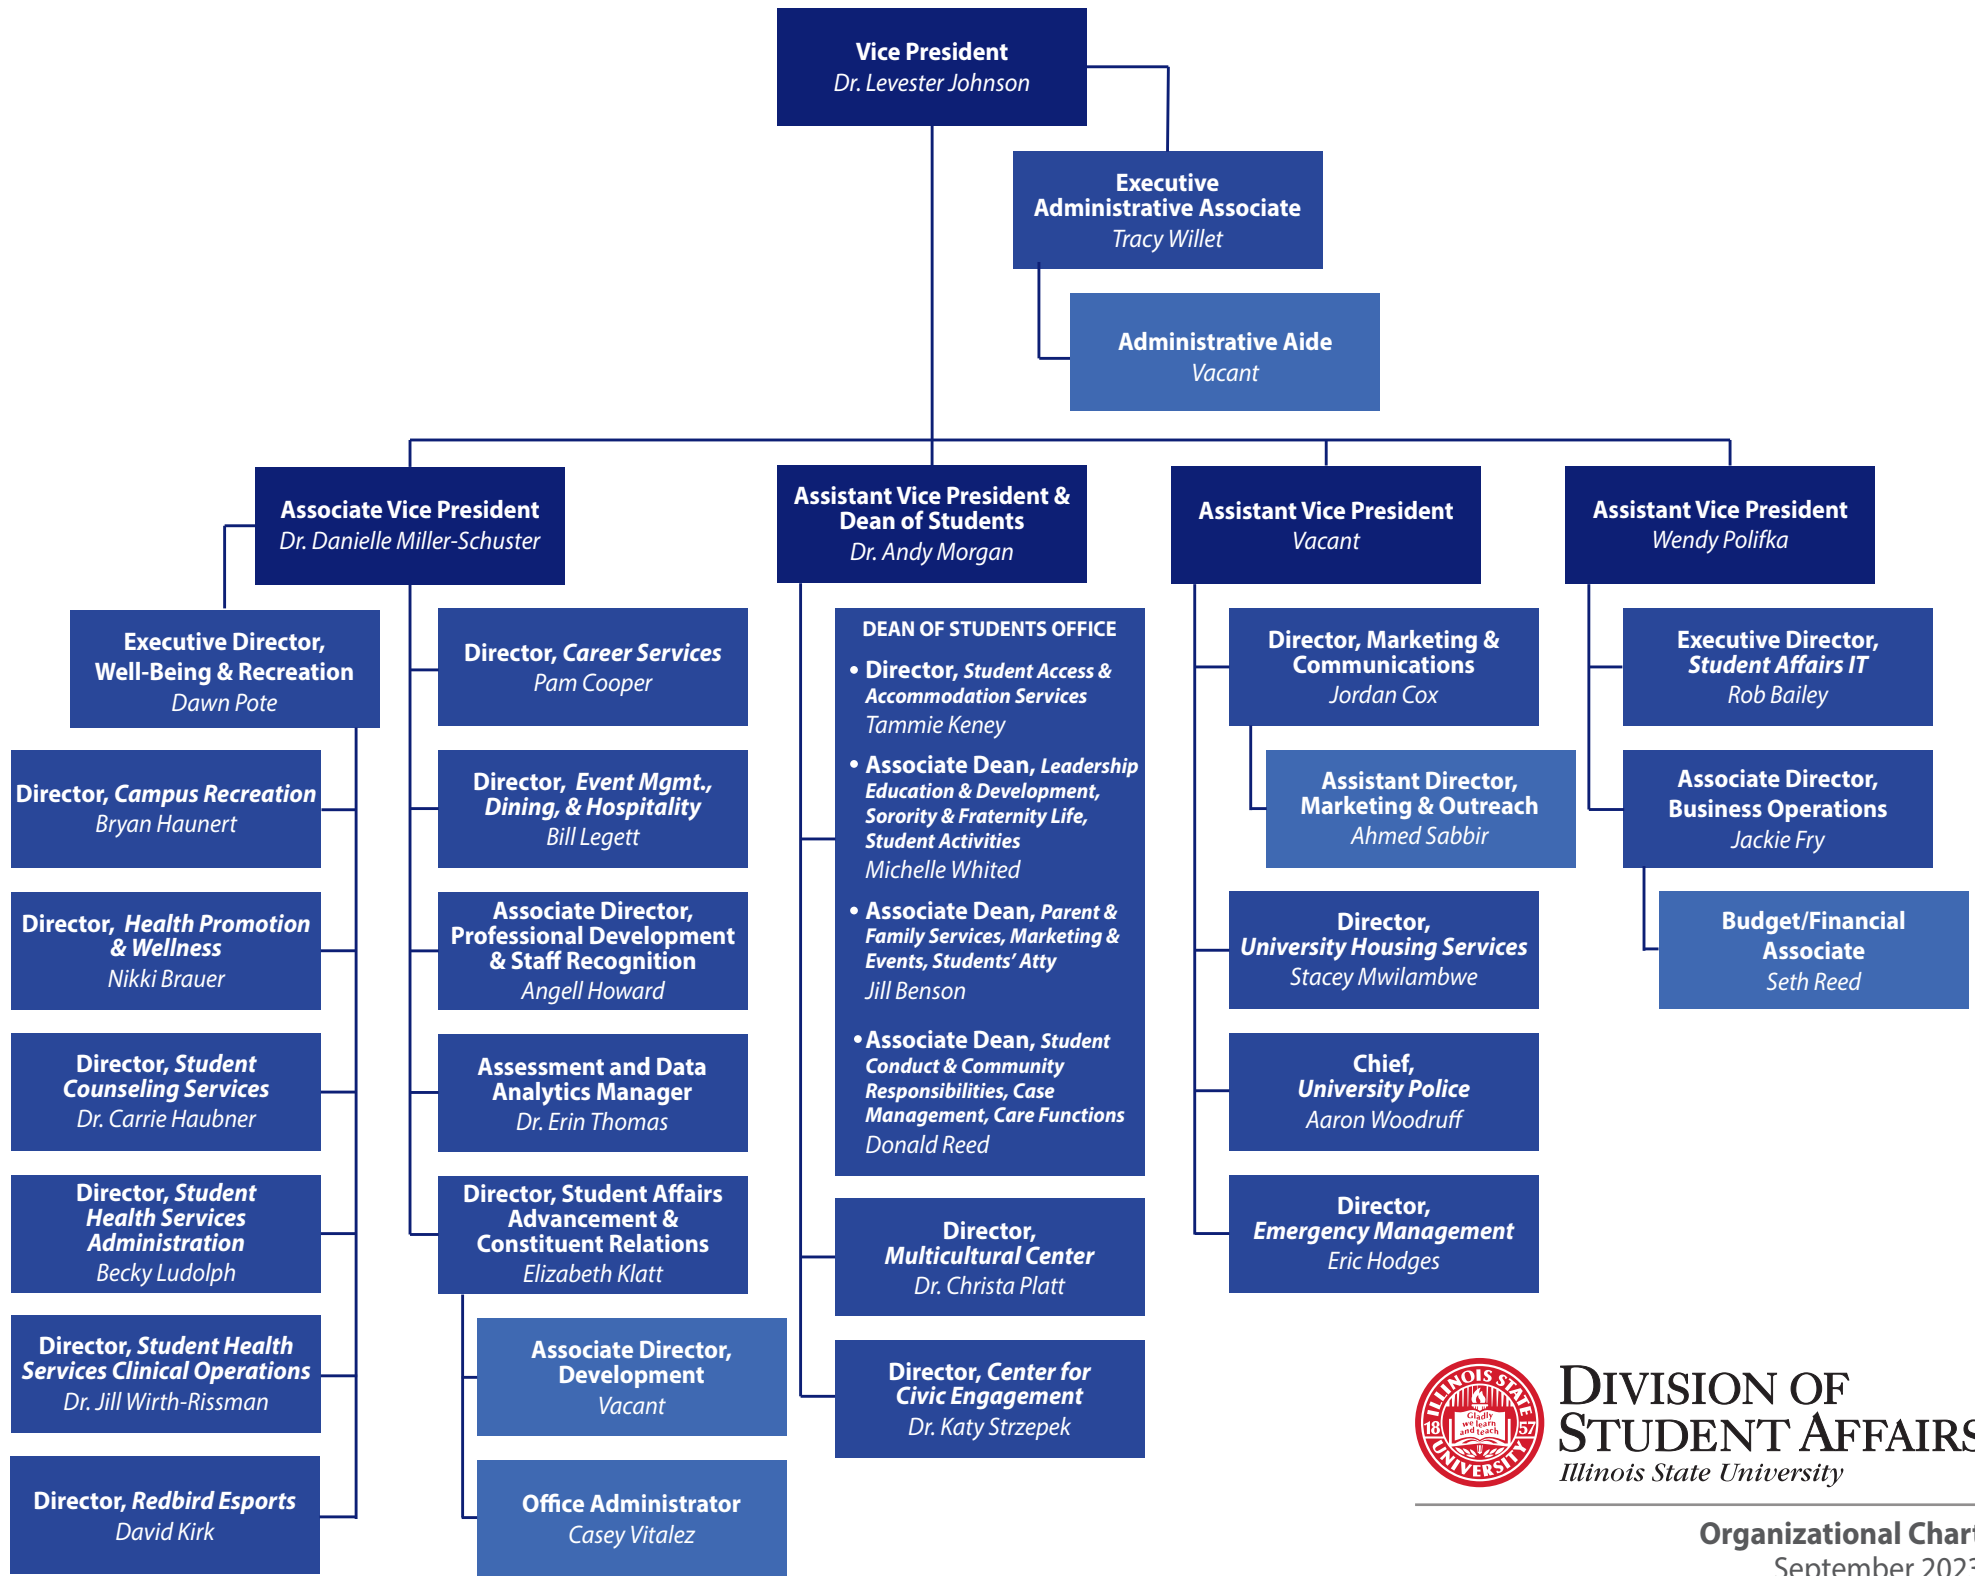 Vice President
Dr. Levester Johnson
Executive
Administrative Associate
Tracy Willet
Administrative Aide
Vacant
Associate Vice President
Dr. Danielle Miller-Schuster
Assistant Vice President &
Dean of Students
Dr. Andy Morgan
Assistant Vice President
Vacant
Assistant Vice President
Wendy Polifka
Executive Director,
Well-Being & Recreation
Dawn Pote
Director, Campus Recreation
Bryan Haunert
Director, Health Promotion
& Wellness
Nikki Brauer
Director, Student
Counseling Services
Dr. Carrie Haubner
Director, Student
Health Services
Administration
Becky Ludolph
Director, Student Health
Services Clinical Operations
Dr. Jill Wirth-Rissman
Director, Redbird Esports
David Kirk
Director, Career Services
Pam Cooper
Director, Event Mgmt.,
Dining, & Hospitality
Bill Legett
Associate Director,
Professional Development
& Staff Recognition
Angell Howard
Assessment and Data
Analytics Manager
Dr. Erin Thomas
Director, Student Affairs
Advancement &
Constituent Relations
Elizabeth Klatt
Associate Director,
Development
Vacant
Office Administrator
Casey Vitalez
DEAN OF STUDENTS OFFICE
• Director, Student Access &
Accommodation Services
Tammie Keney
• Associate Dean, Leadership
Education & Development,
Sorority & Fraternity Life,
Student Activities
Michelle Whited
• Associate Dean, Parent &
Family Services, Marketing &
Events, Students’ Atty
Jill Benson
• Associate Dean, Student
Conduct & Community
Responsibilities, Case
Management, Care Functions
Donald Reed
Director,
Multicultural Center
Dr. Christa Platt
Director, Center for
Civic Engagement
Dr. Katy Strzepek
Director, Marketing &
Communications
Jordan Cox
Assistant Director,
Marketing & Outreach
Ahmed Sabbir
Director,
University Housing Services
Stacey Mwilambwe
Chief,
University Police
Aaron Woodruff
Director,
Emergency Management
Eric Hodges
Executive Director,
Student Affairs IT
Rob Bailey
Associate Director,
Business Operations
Jackie Fry
Budget/Financial
Associate
Seth Reed
ILLINOIS STATE
UNIVERSITY
18 57
Gladly
we learn
and teach
DIVISION OF
STUDENT AFFAIRS
Illinois State University
Organizational Chart
September 2023